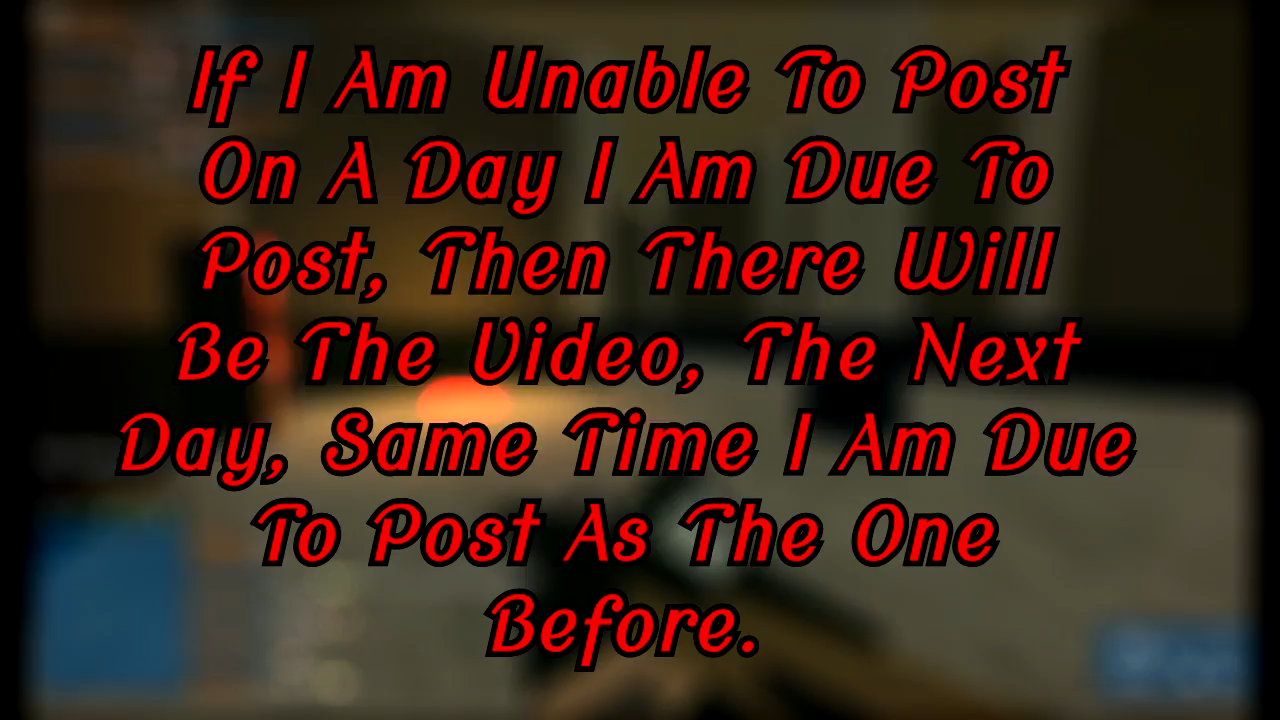 If I Am Unable To Post
On A Day I Am Due To
Post, Then There Will
Be The Video, The Next
Day, Same Time I Am Due
To Post As The One
Before.